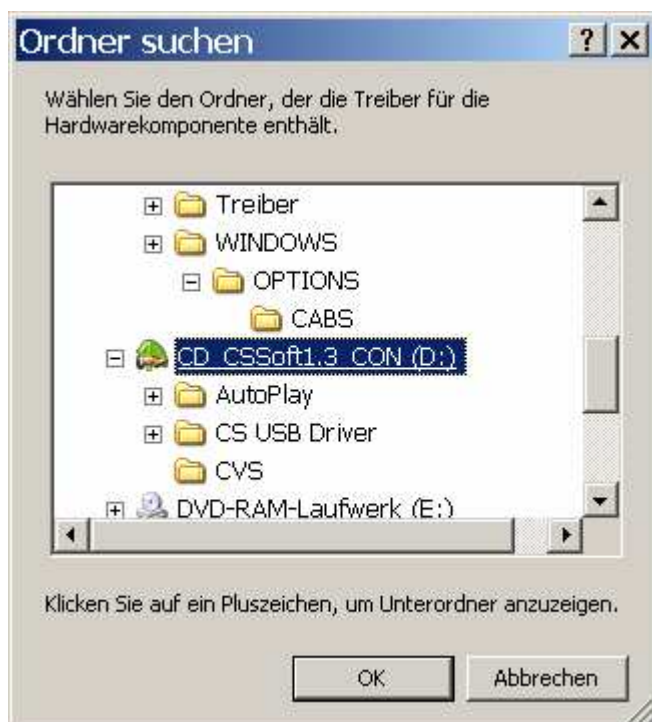 Ordner suchen
Wählen Sie den Ordner, der die Treiber für die
Hardwarekomponente enthält.
Treiber
WINDOWS
OPTIONS
CABS
CD_CSSoft1.3_CON (D:)
AutoPlay
CS USB Driver
CVS
DVD-RAM-Laufwerk (E:)
Klicken Sie auf ein Pluszeichen, um Unterordner anzuzeigen.
OK Abbrechen